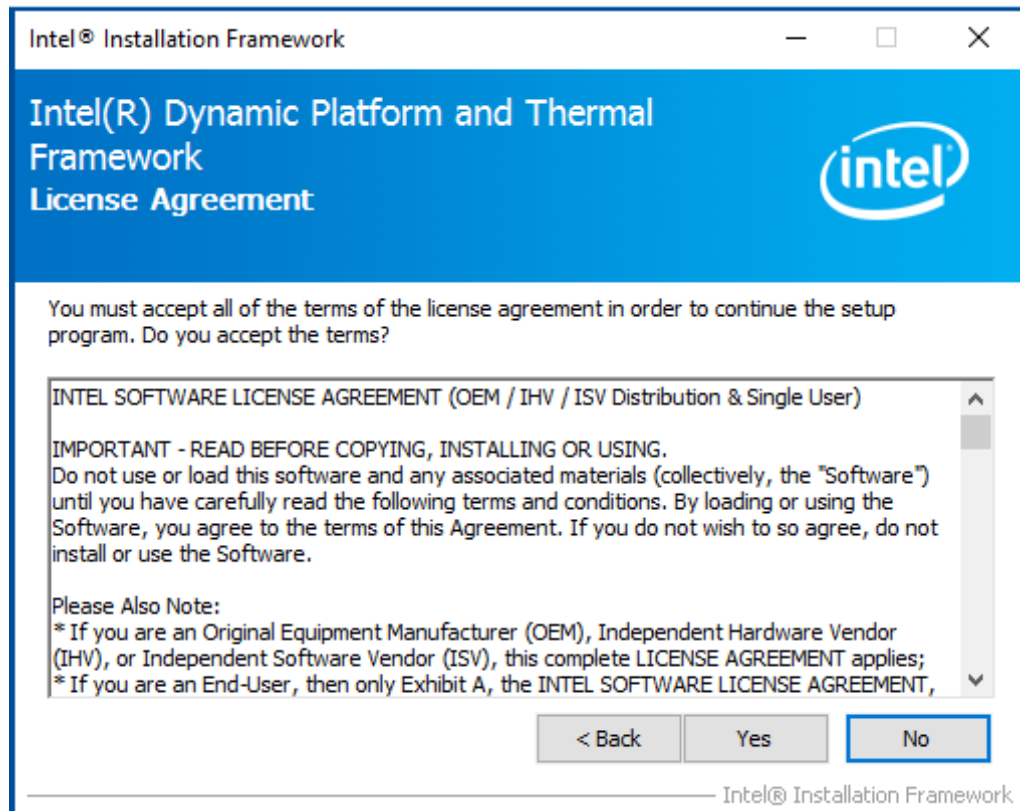 Intel® Installation Framework
Intel(R) Dynamic Platform and Thermal
Framework
License Agreement
intel
You must accept all of the terms of the license agreement in order to continue the setup
program. Do you accept the terms?
INTEL SOFTWARE LICENSE AGREEMENT (OEM / IHV / ISV Distribution & Single User)
IMPORTANT - READ BEFORE COPYING, INSTALLING OR USING.
Do not use or load this software and any associated materials (collectively, the "Software")
until you have carefully read the following terms and conditions. By loading or using the
Software, you agree to the terms of this Agreement. If you do not wish to so agree, do not
install or use the Software.
Please Also Note:
* If you are an Original Equipment Manufacturer (OEM), Independent Hardware Vendor
(IHV), or Independent Software Vendor (ISV), this complete LICENSE AGREEMENT applies;
* If you are an End-User, then only Exhibit A, the INTEL SOFTWARE LICENSE AGREEMENT,
< Back Yes No
Intel® Installation Framework